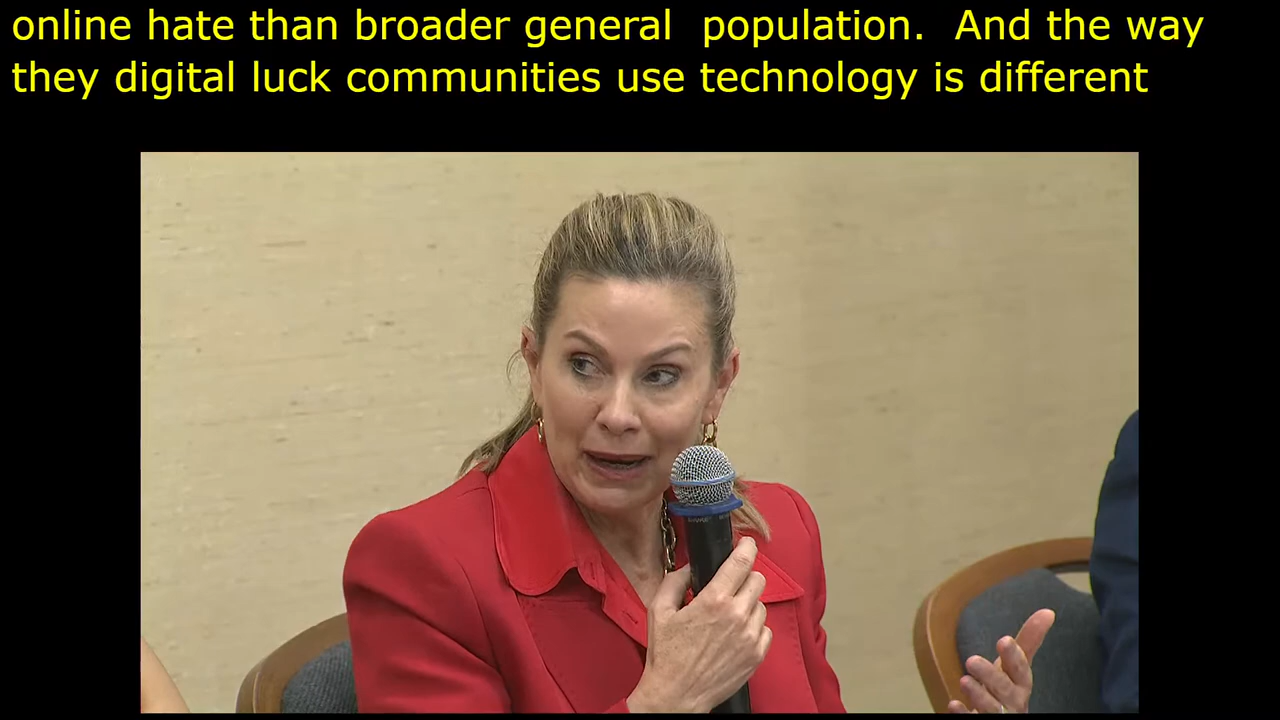 online hate than broader general  population.  And the way
they digital luck communities use technology is different